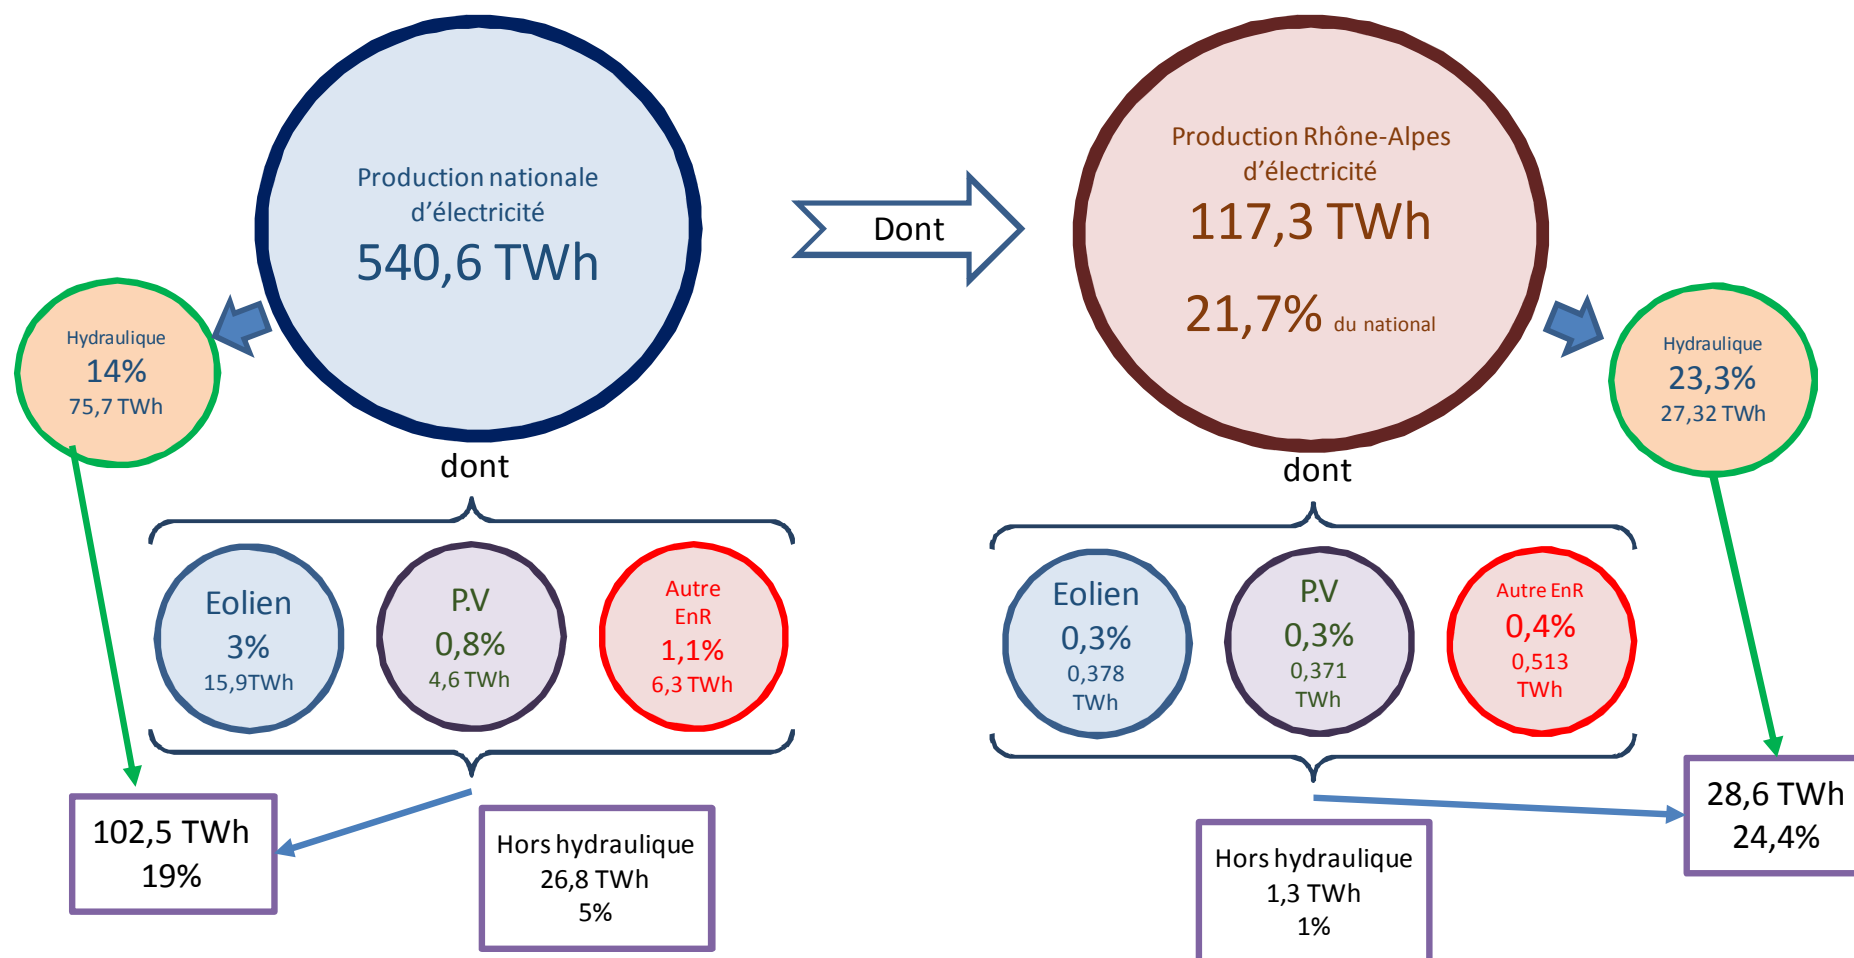 Production nationale
d'électricité
540,6 TWh
Dont
Production Rhône-Alpes
d'électricité
117,3 TWh
21,7% du national
Hydraulique
14%
75,7 TWh
Hydraulique
23,3%
27,32 TWh
dont
Eolien
3%
15,9TWh
P.V
0,8%
4,6 TWh
Autre
EnR
1,1%
6,3 TWh
dont
Eolien
0,3%
0,378
TWh
P.V
0,3%
0,371
TWh
Autre EnR
0,4%
0,513
TWh
102,5 TWh
19%
Hors hydraulique
26,8 TWh
5%
Hors hydraulique
1,3 TWh
1%
28,6 TWh
24,4%